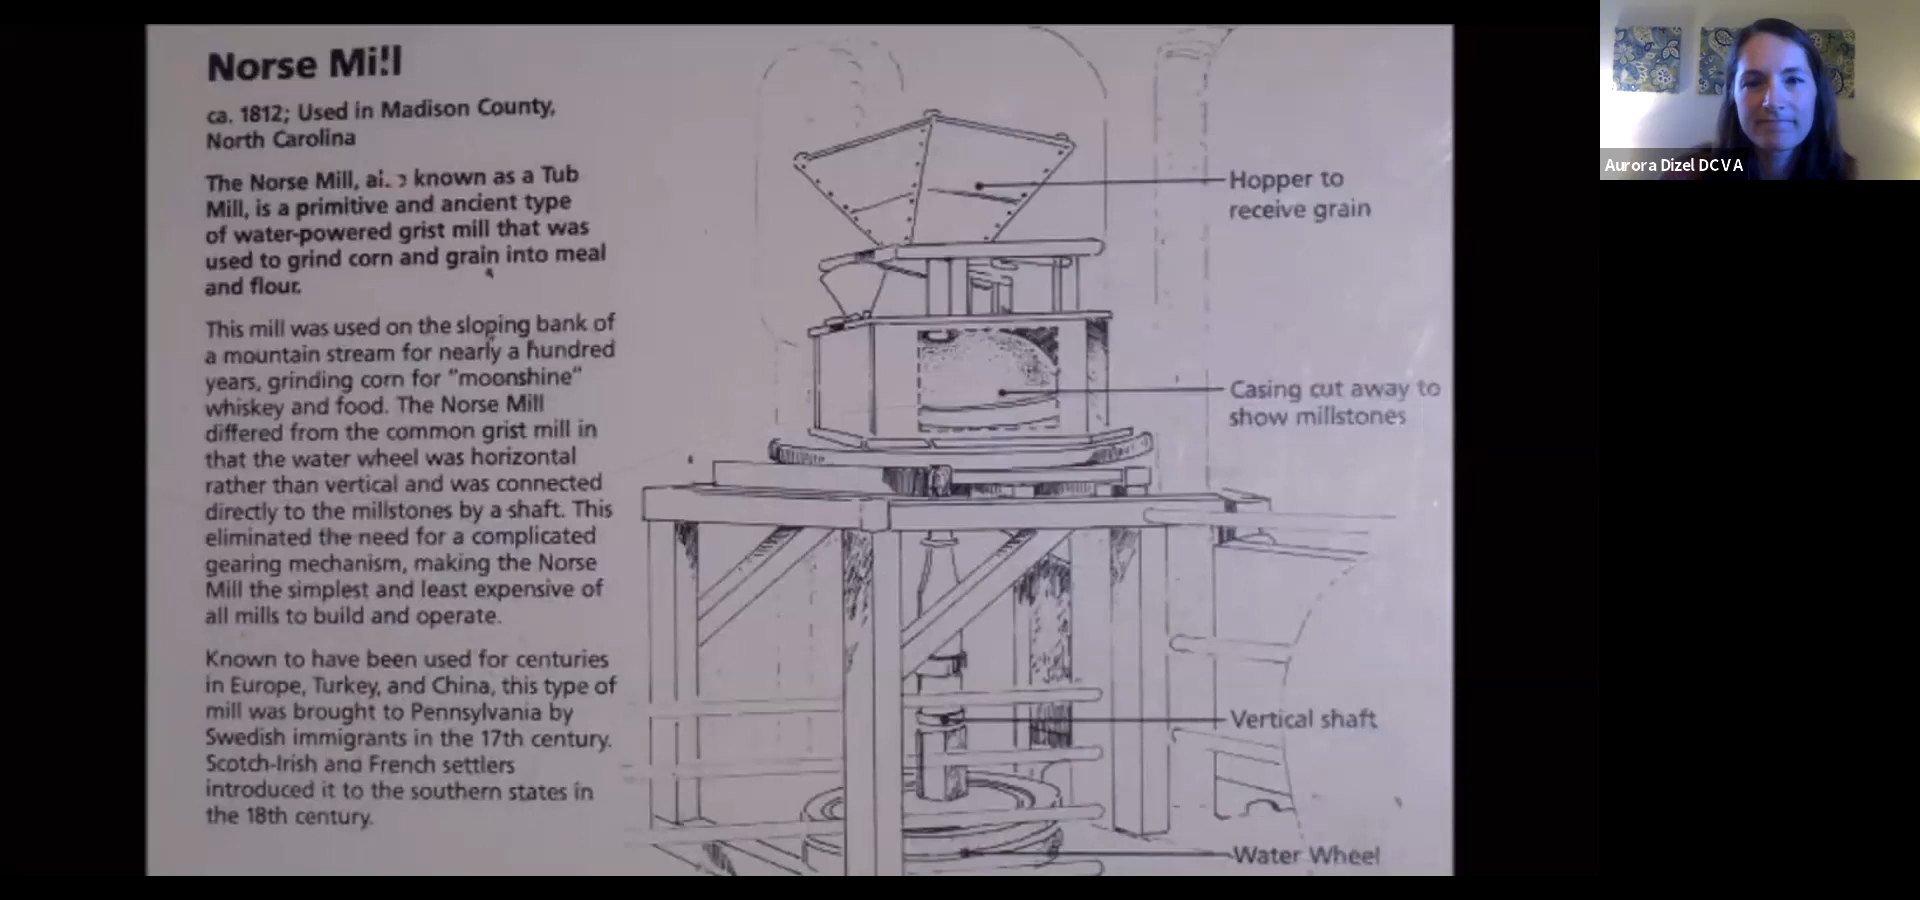 Norse Mill
ca. 1812; Used in Madison County,
North Carolina
The Norse Mill, also known as a Tub
Mill, is a primitive and ancient type
of water-powered grist mill that was
used to grind corn and grain into meal
and flour.
This mill was used on the sloping bank of
a mountain stream for nearly a hundred
years, grinding corn for "moonshine"
whiskey and food. The Norse Mill
differed from the common grist mill in
that the water wheel was horizontal
rather than vertical and was connected
directly to the millstones by a shaft. This
eliminated the need for a complicated
gearing mechanism, making the Norse
Mill the simplest and least expensive of
all mills to build and operate.
Known to have been used for centuries
in Europe, Turkey, and China, this type of
mill was brought to Pennsylvania by
Swedish immigrants in the 17th century.
Scotch-Irish and French settlers
introduced it to the southern states in
the 18th century.
Hopper to
receive grain
Casing cut away to
show millstones
Vertical shaft
Water Wheel
Aurora Dizel DCVA